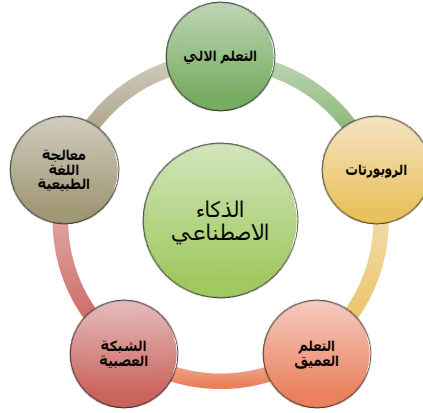 التعلم الالي
الروبورتات
التعلم
العميق
الشبكة
العصبية
معالجة
اللغة
الطبيعية
الذكاء
الاصطناعي